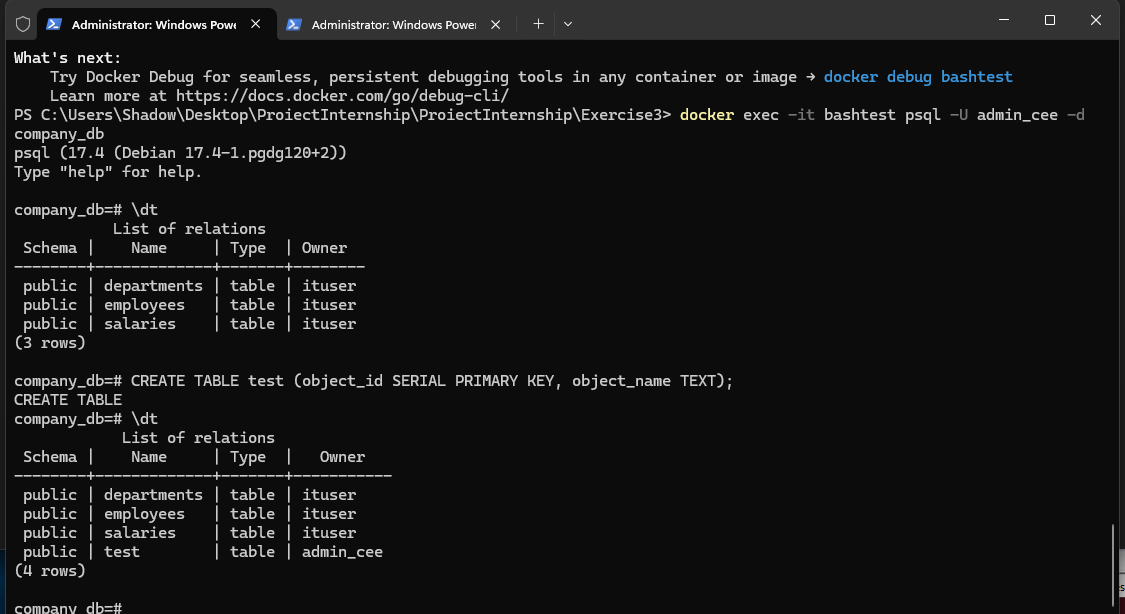 Administrator: Windows Powe
Administrator: Windows Power
What's next:
    Try Docker Debug for seamless, persistent debugging tools in any container or image → docker debug bashtest
    Learn more at https://docs.docker.com/go/debug-cli/
PS C:\Users\Shadow\Desktop\ProiectInternship\ProiectInternship\Exercise3> docker exec -it bashtest psql -U admin_cee -d
company_db
psql (17.4 (Debian 17.4-1.pgdg120+2))
Type "help" for help.

company_db=# \dt
           List of relations
 Schema |    Name     | Type  | Owner
--------+-------------+-------+--------
 public | departments | table | ituser
 public | employees   | table | ituser
 public | salaries    | table | ituser
(3 rows)

company_db=# CREATE TABLE test (object_id SERIAL PRIMARY KEY, object_name TEXT);
CREATE TABLE
company_db=# \dt
            List of relations
 Schema |    Name     | Type  |   Owner
--------+-------------+-------+-----------
 public | departments | table | ituser
 public | employees   | table | ituser
 public | salaries    | table | ituser
 public | test        | table | admin_cee
(4 rows)

company_db=#